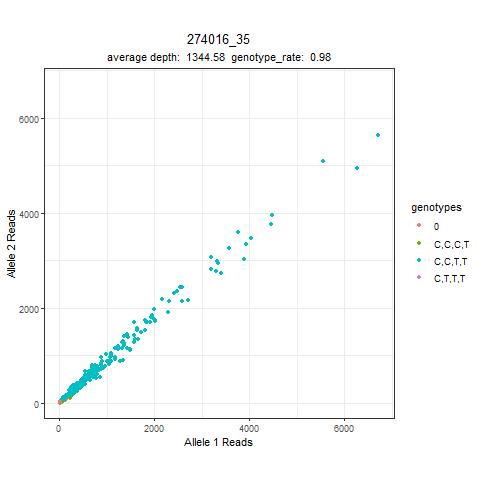 274016_35
average depth: 1344.58 genotype_rate: 0.98
6000
4000
2000
0
Allele 2 Reads
0 2000 4000 6000
Allele 1 Reads
genotypes
0
C,C,C,T
C,C,T,T
C,T,T,T